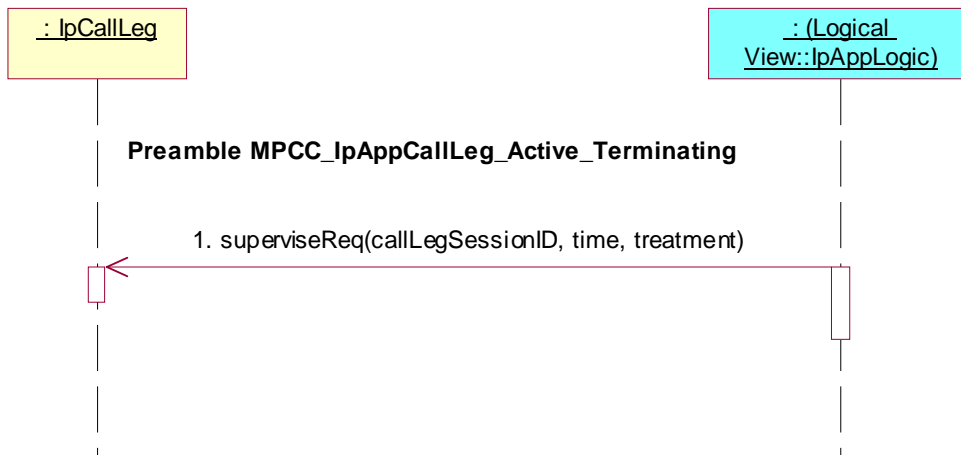 : IpCallLeg
: (Logical
View::IpAppLogic)
Preamble MPCC_IpAppCallLeg_Active_Terminating
1. superviseReq(callLegSessionID, time, treatment)